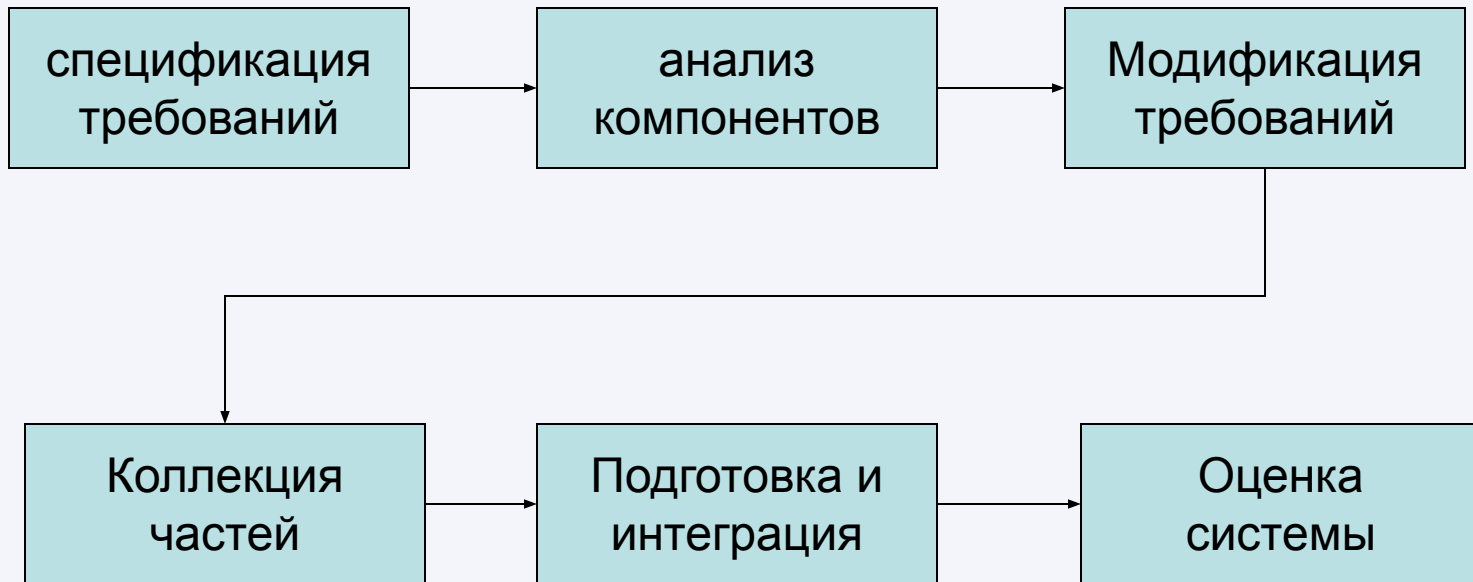 спецификация
требований
анализ
компонентов
Модификация
требований
Коллекция
частей
Подготовка и
интеграция
Оценка
системы